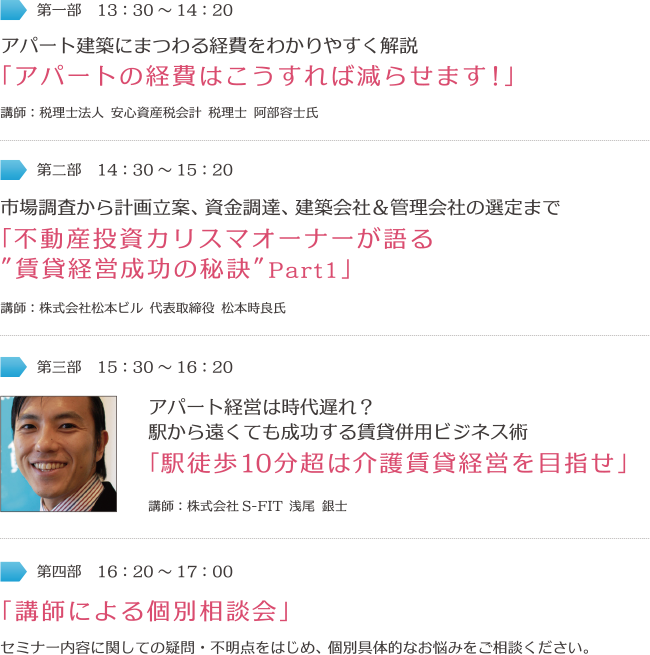 第一部　13：30 ～ 14：20
アパート建築にまつわる経費をわかりやすく解説
「アパートの経費はこうすれば減らせます！」
講師：税理士法人 安心資産税会計 税理士 阿部容士氏
第二部　14：30 ～ 15：20
市場調査から計画立案、資金調達、建築会社＆管理会社の選定まで
「不動産投資カリスマオーナーが語る
"賃貸経営成功の秘訣"Part1」
講師：株式会社松本ビル 代表取締役 松本時良氏
第三部　15：30 ～ 16：20
アパート経営は時代遅れ？
駅から遠くても成功する賃貸併用ビジネス術
「駅徒歩10分超は介護賃貸経営を目指せ」
講師：株式会社 S-FIT 浅尾 銀士
第四部　16：20 ～ 17：00
「講師による個別相談会」
セミナー内容に関しての疑問・不明点をはじめ、個別具体的なお悩みをご相談ください。